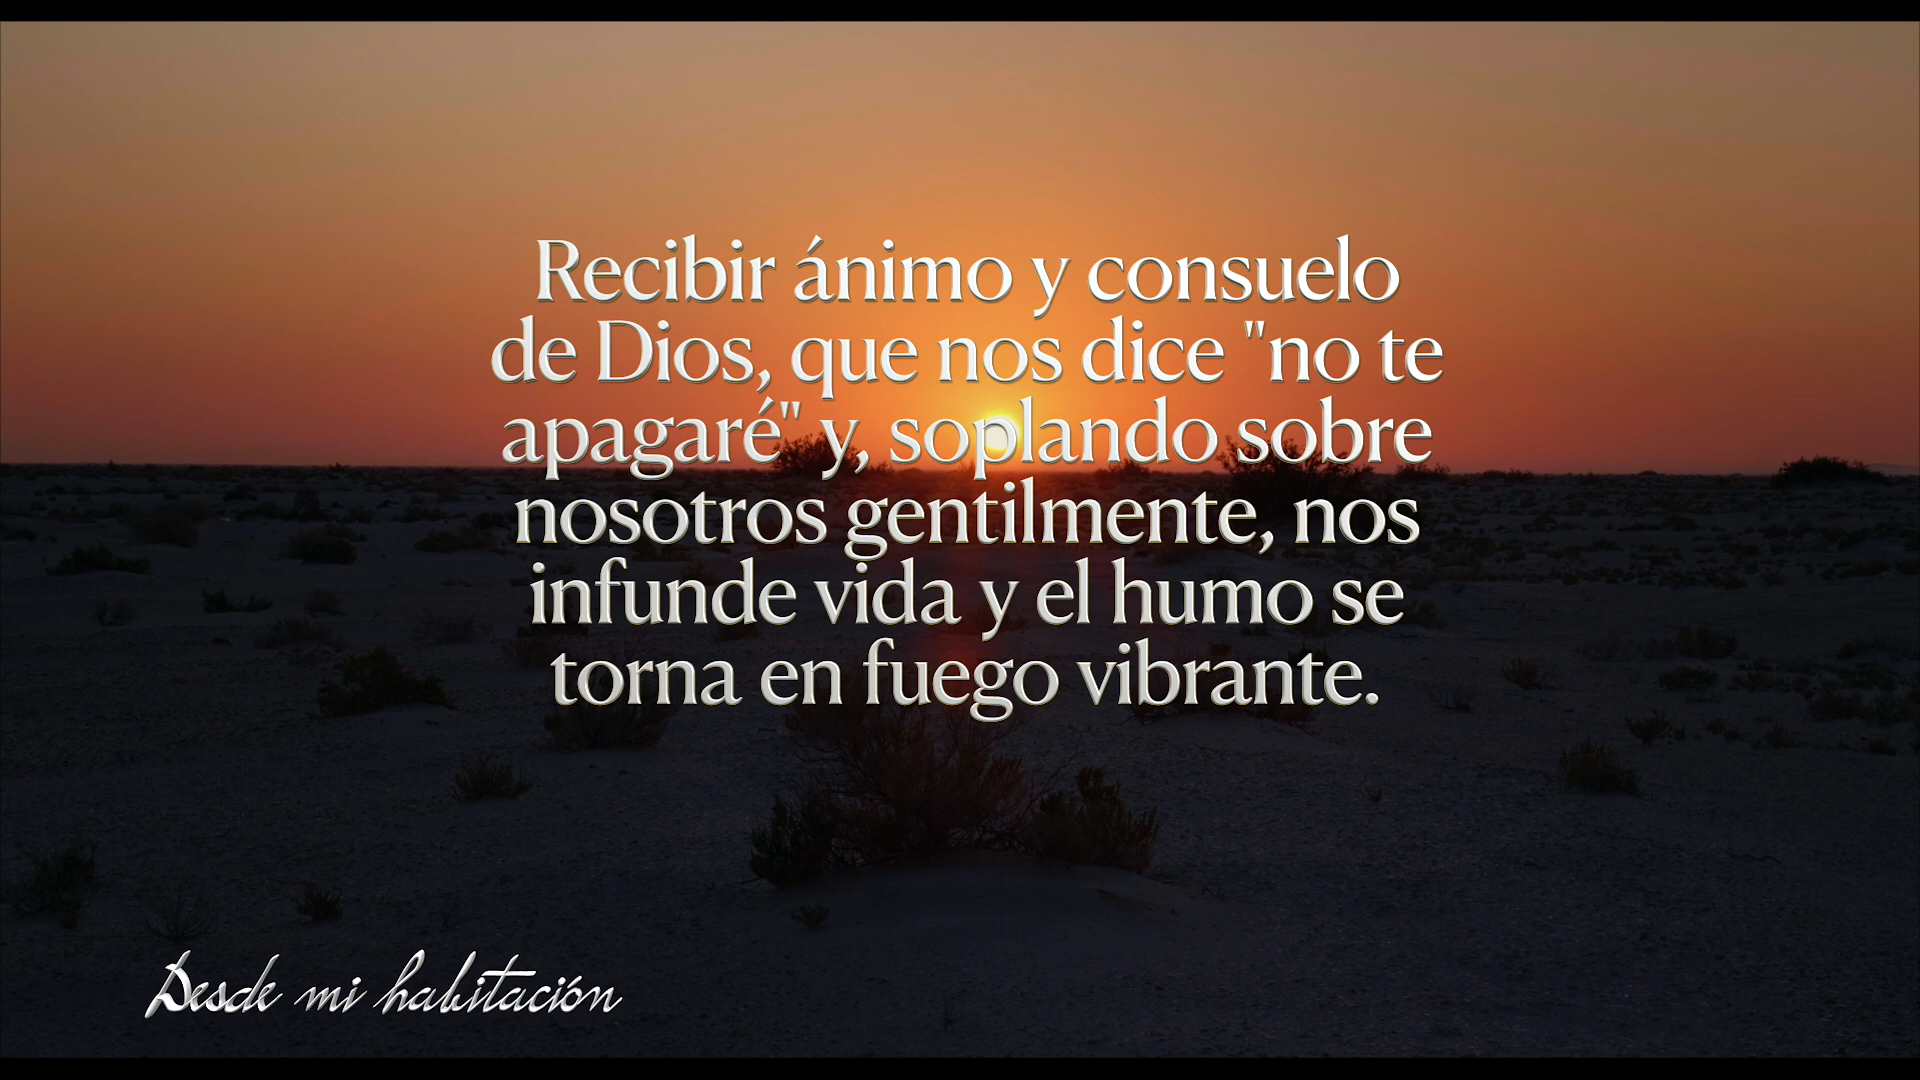 Recibir ánimo y consuelo
de Dios, que nos dice "no te
apagaré" y, soplando sobre
nosotros gentilmente, nos
infunde vida y el humo se
torna en fuego vibrante.
Desde mi habitación